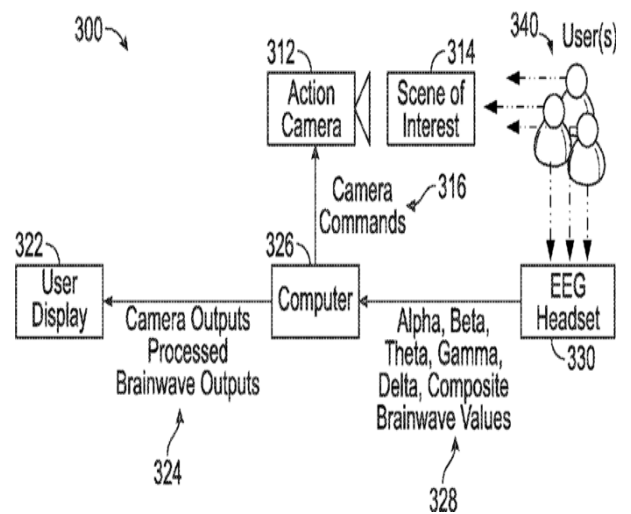 300
312
314
340
User(s)
Action
Camera
Scene of
Interest
Camera
Commands
316
322
326
User
Display
Computer
EEG
Headset
330
Camera Outputs
Processed
Brainwave Outputs
324
Alpha, Beta,
Theta, Gamma,
Delta, Composite
Brainwave Values
328